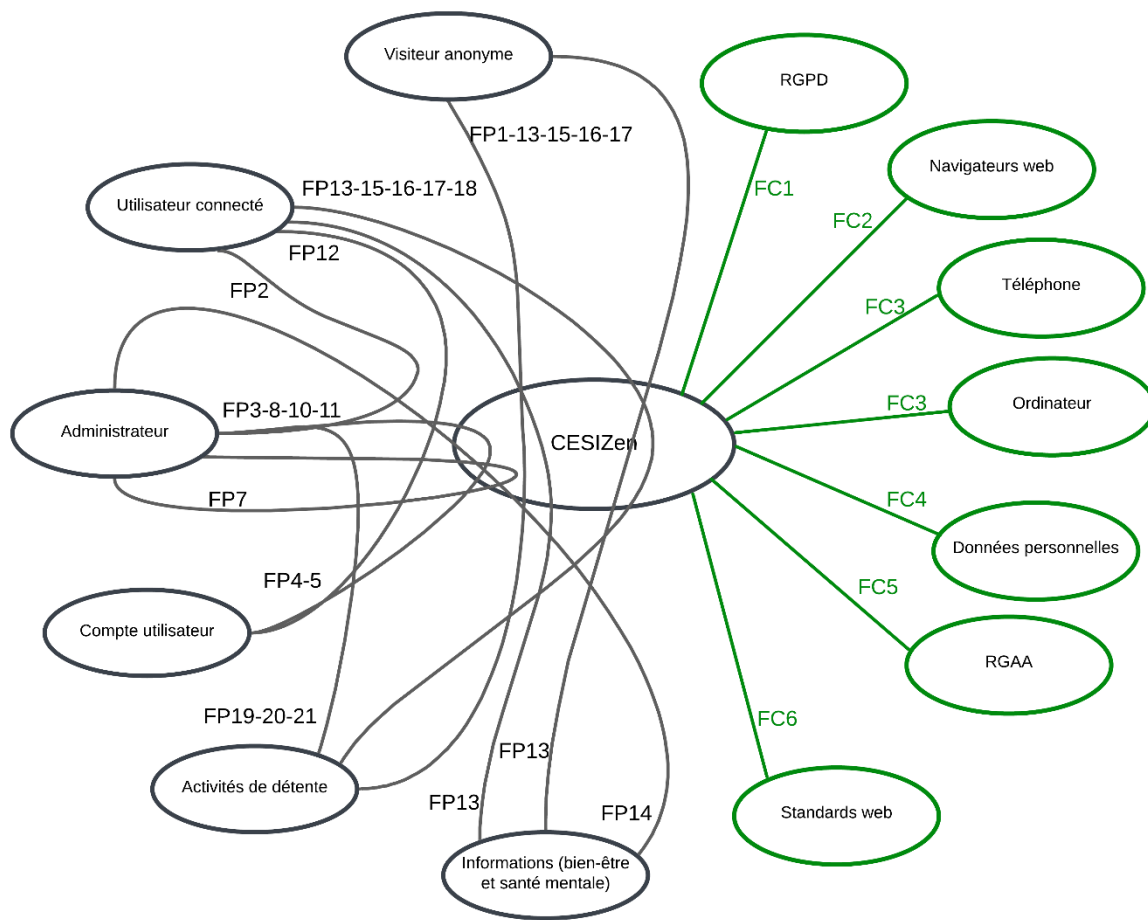 Visiteur anonyme
RGPD
FP1-13-15-16-17
Navigateurs web
FP13-15-16-17-18
FC1
Utilisateur connecté
FC2
FP12
FP2
Téléphone
FC3
FC3
Ordinateur
FP3-8-10-11
Administrateur
CESIZen
FP7
FC4
Données personnelles
FP4-5
FC5
Compte utilisateur
RGAA
FP19-20-21
FC6
FP13
Activités de détente
FP13
FP14
Standards web
Informations (bien-être
et santé mentale)